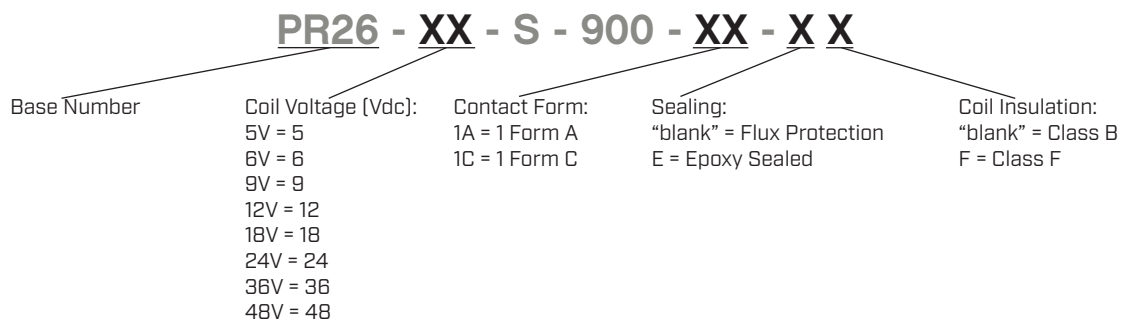 PR26 - XX - S - 900 - XX - X X
Base Number
Coil Voltage (Vdc):
5V = 5
6V = 6
9V = 9
12V = 12
18V = 18
24V = 24
36V = 36
48V = 48
Contact Form:
1A = 1 Form A
1C = 1 Form C
Sealing:
“blank” = Flux Protection
E = Epoxy Sealed
Coil Insulation:
“blank” = Class B
F = Class F